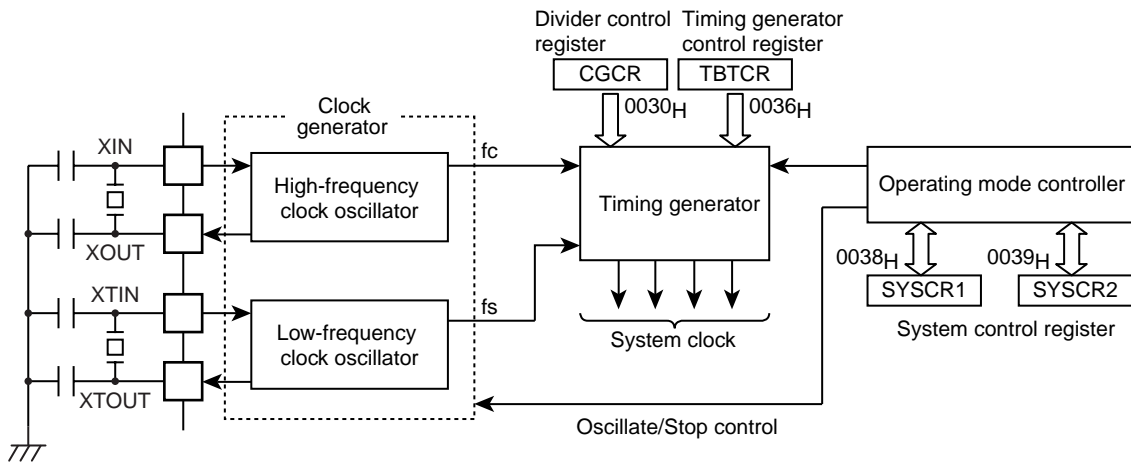 Divider control
register
Timing generator
control register
CGCR
TBTCR
0030H
0036H
Clock
generator
XIN
fc
High-frequency
clock oscillator
Timing generator
Operating mode controller
XOUT
0038H
0039H
XTIN
SYSCR1
SYSCR2
fs
Low-frequency
clock oscillator
System clock
System control register
XTOUT
Oscillate/Stop control